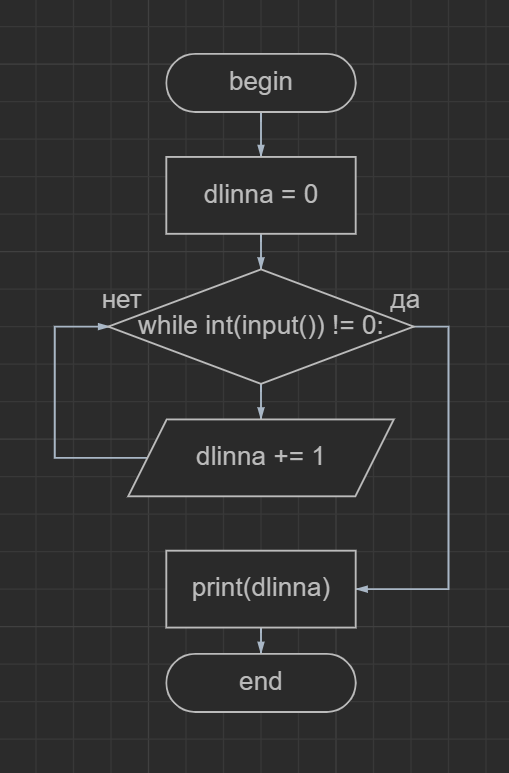 begin
dlinna = 0
нет
да
while int(input()) != 0:
dlinna += 1
print(dlinna)
end